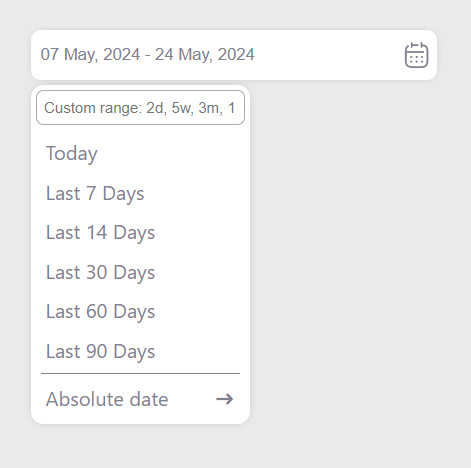 07 May, 2024 - 24 May, 2024
Custom range: 2d, 5w, 3m, 1
Today
Last 7 Days
Last 14 Days
Last 30 Days
Last 60 Days
Last 90 Days
Absolute date →